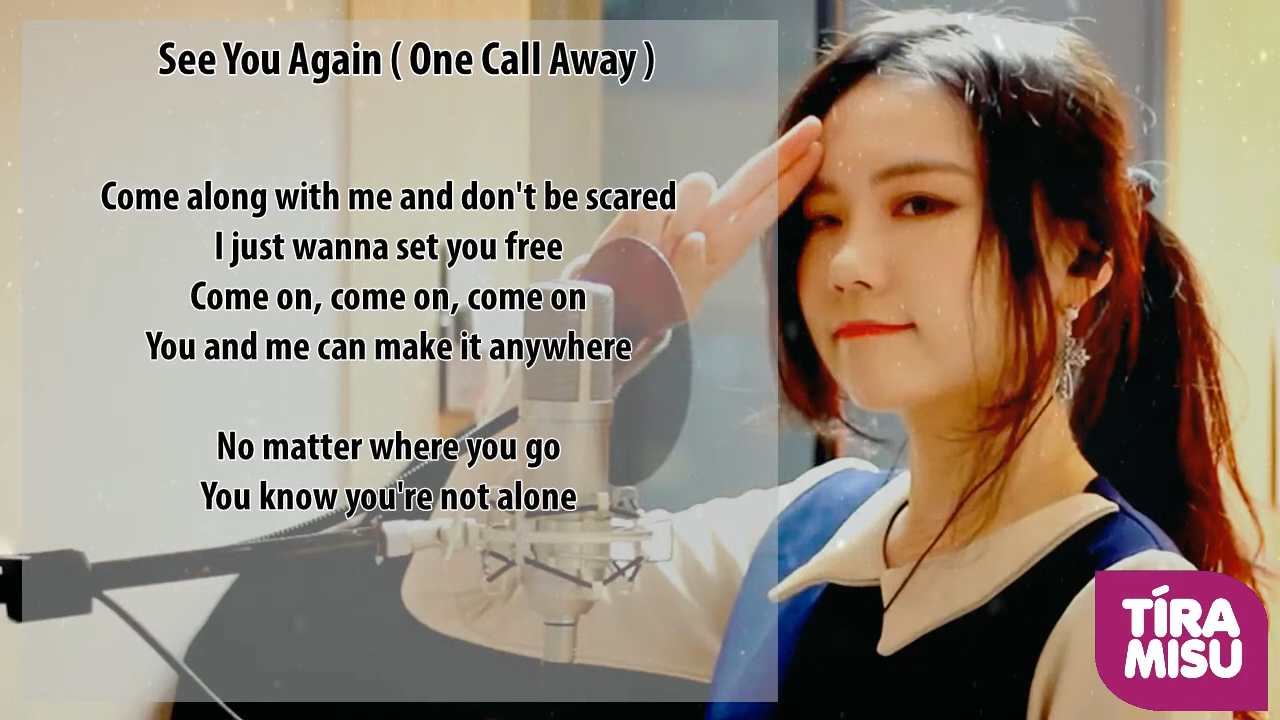 See You Again ( One Call Away )
Come along with me and don't be scared
I just wanna set you free
Come on, come on, come on
You and me can make it anywhere
No matter where you go
You know you're not alone
TÍRA
MISU